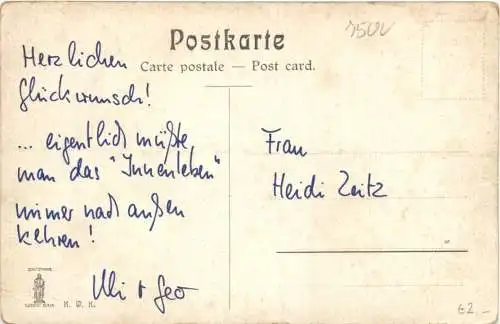 Postkarte
Carte postale — Post card.
Herzlichen
Glückwunsch!
... eigentlich müßte
man das "Innenleben"
immer nach außen
kehren!
Uli + Geo
Frau
Heidi Zeitz
K. D. K.
€2.-